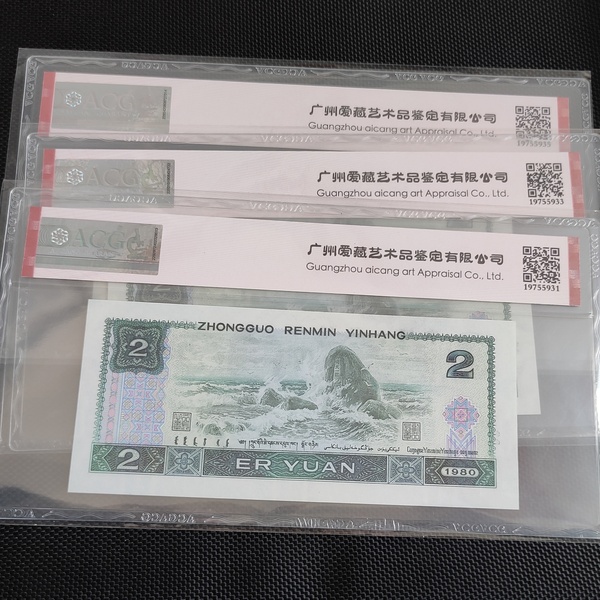 ACG
广州爱藏艺术品鉴定有限公司
Guangzhou aicang art Appraisal Co., Ltd.
19755935
ACG
广州爱藏艺术品鉴定有限公司
Guangzhou aicang art Appraisal Co., Ltd.
19755933
ACG
广州爱藏艺术品鉴定有限公司
Guangzhou aicang art Appraisal Co., Ltd.
19755931
ZHONGGUO RENMIN YINHANG
2
2
2
ER YUAN
1980